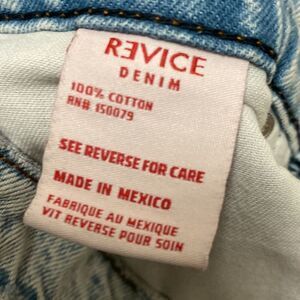 REVICE
DENIM
100% COTTON
RN# 150079
SEE REVERSE FOR CARE
MADE IN MEXICO
FABRIQUE AU MEXIQUE
VIT REVERSE POUR SOIN